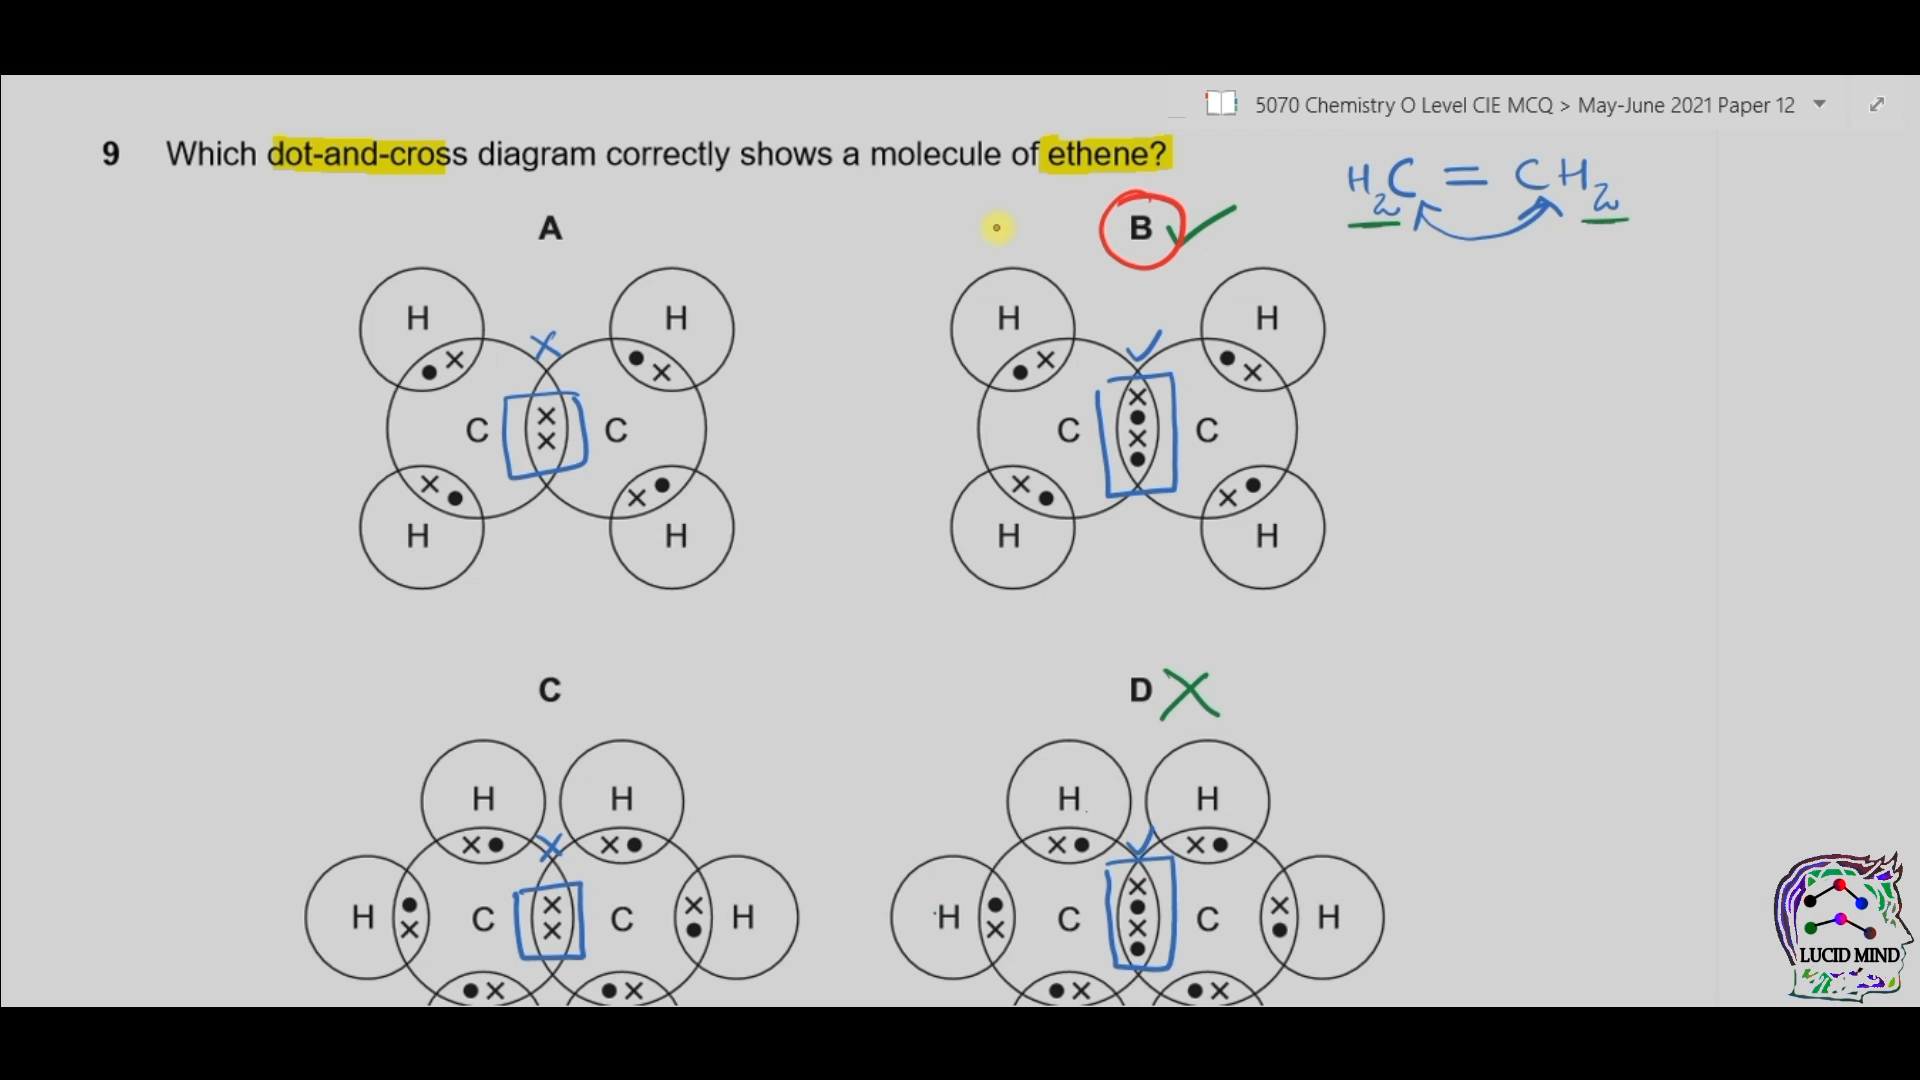 5070 Chemistry O Level CIE MCQ > May-June 2021 Paper 12
9 Which dot-and-cross diagram correctly shows a molecule of ethene?
H₂C = CH₂
A
B
H H
C C
H H
H H
C C
H H
C
D
H H
H C C H
H H
H C C H
LUCID MIND